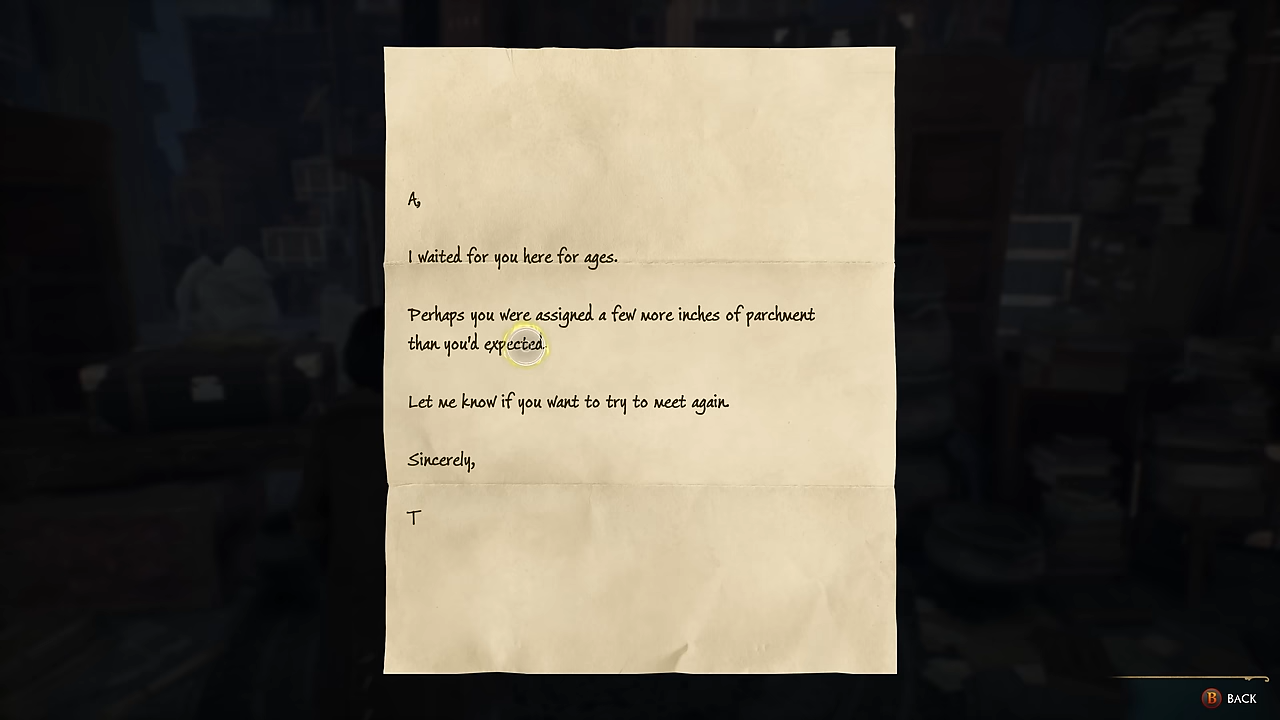 A,
I waited for you here for ages.
Perhaps you were assigned a few more inches of parchment
than you'd expected.
Let me know if you want to try to meet again.
Sincerely,
T
B BACK